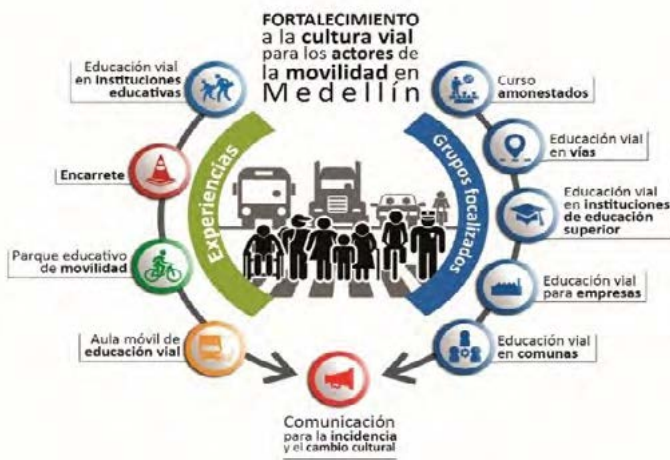 FORTALECIMIENTO
a la cultura vial
para los actores de
la movilidad en
Medellín
Educación vial
en instituciones
educativas
Encarrete
Parque educativo
de movilidad
Aula móvil de
educación vial
Experiencias
Grupos focalizados
Curso
amonestados
Educación vial
en vías
Educación vial
en instituciones
de educación
superior
Educación vial
para empresas
Educación vial
en comunas
Comunicación
para la incidencia
y el cambio cultural